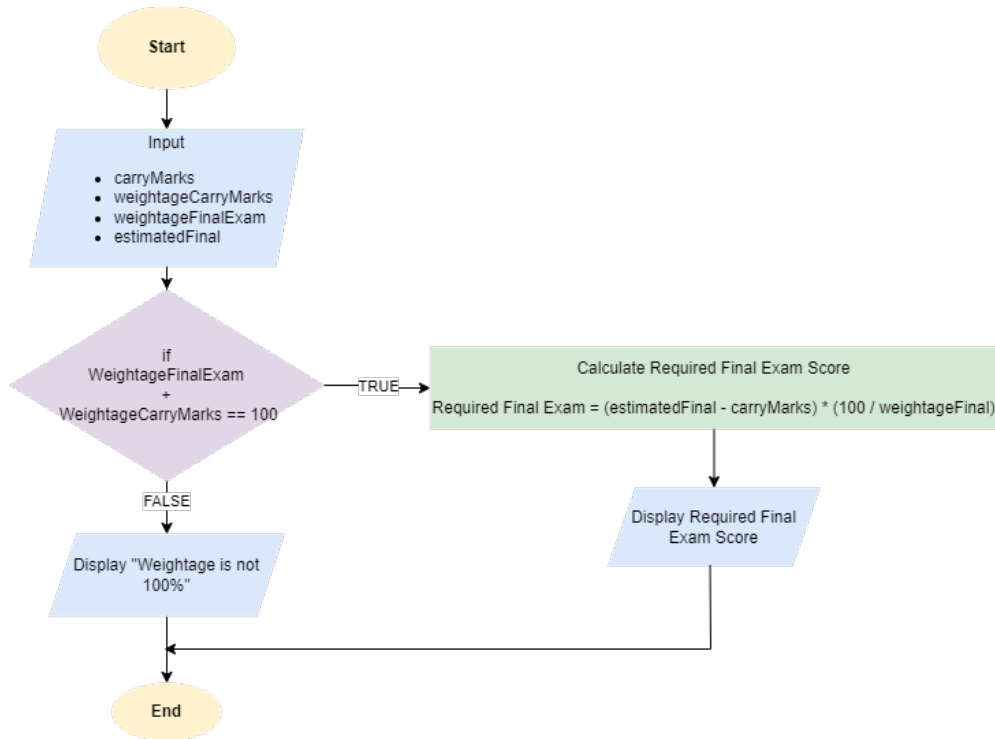 Start
Input
• carryMarks
• weightageCarryMarks
• weightageFinalExam
• estimatedFinal
if
WeightageFinalExam
+
WeightageCarryMarks == 100
TRUE
Calculate Required Final Exam Score
Required Final Exam = (estimatedFinal - carryMarks) * (100 / weightageFinal)
FALSE
Display Required Final
Exam Score
Display "Weightage is not
100%"
End